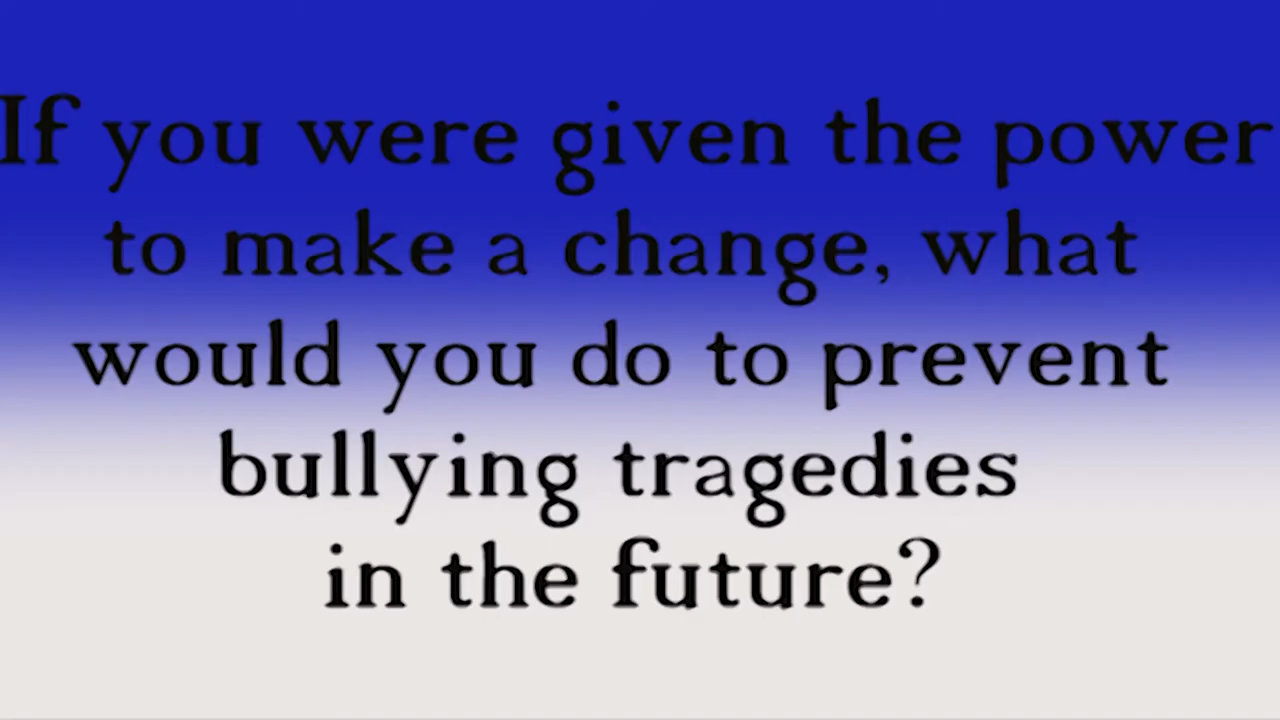 If you were given the power
to make a change, what
would you do to prevent
bullying tragedies
in the future?